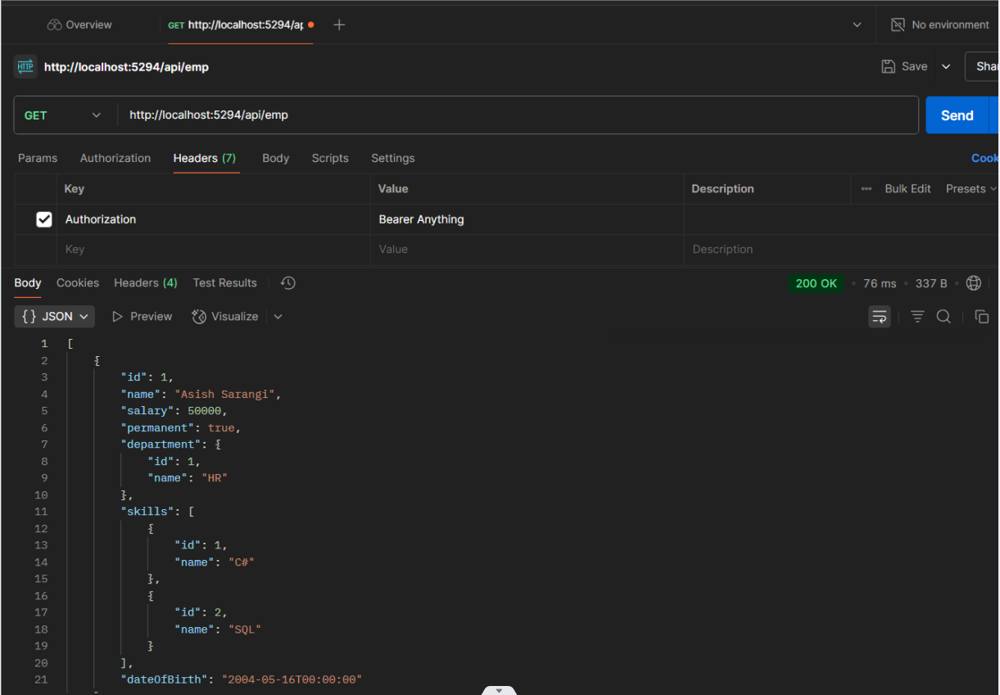 Overview GET http://localhost:5294/ap No environment
HTTP http://localhost:5294/api/emp Save Shar
GET http://localhost:5294/api/emp Send
Params Authorization Headers (7) Body Scripts Settings Cook
Key Value Description Bulk Edit Presets
Authorization Bearer Anything
Key Value Description
Body Cookies Headers (4) Test Results 200 OK 76 ms 337 B
{} JSON Preview Visualize
1 [
2 {
3 "id": 1,
4 "name": "Asish Sarangi",
5 "salary": 50000,
6 "permanent": true,
7 "department": {
8 "id": 1,
9 "name": "HR"
10 },
11 "skills": [
12 {
13 "id": 1,
14 "name": "C#"
15 },
16 {
17 "id": 2,
18 "name": "SQL"
19 }
20 ],
21 "dateOfBirth": "2004-05-16T00:00:00"